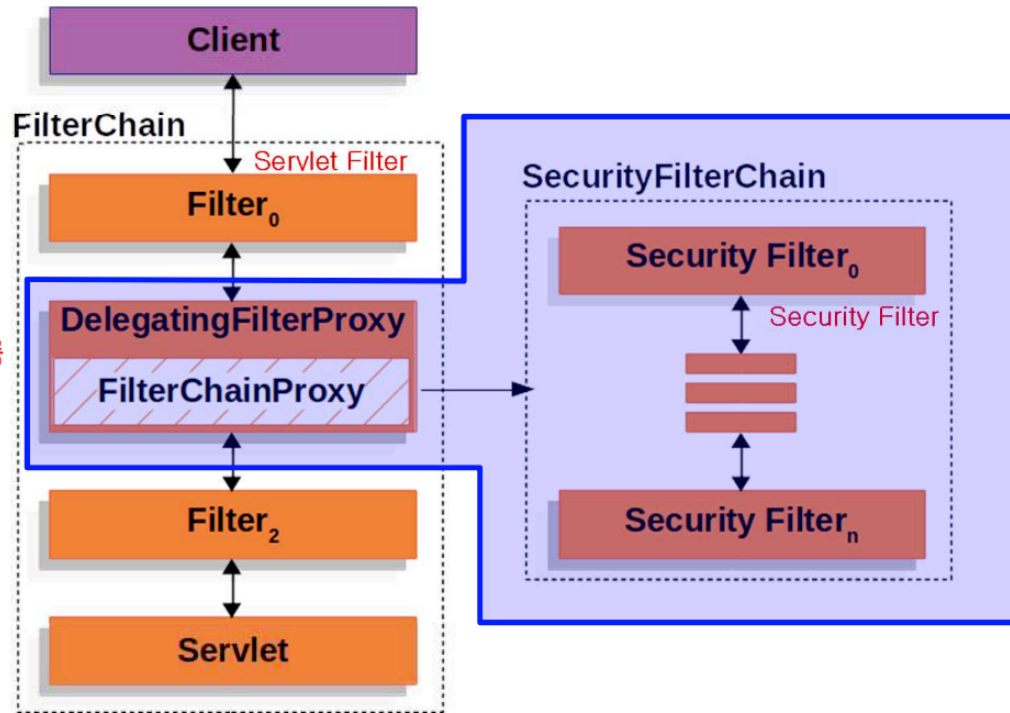 Client
FilterChain
Servlet Filter
Filter₀
DelegatingFilterProxy
FilterChainProxy
Filter₂
Servlet
SecurityFilterChain
Security Filter₀
Security Filter
Security Filterₙ